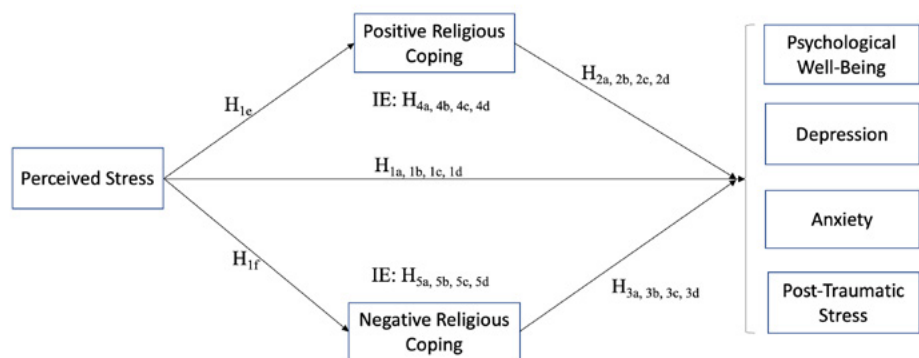 Positive Religious
Coping
Psychological
Well-Being
H2a, 2b, 2c, 2d
H1e
IE: H4a, 4b, 4c, 4d
Depression
Perceived Stress
H1a, 1b, 1c, 1d
Anxiety
H1f
IE: H5a, 5b, 5c, 5d
H3a, 3b, 3c, 3d
Negative Religious
Coping
Post-Traumatic
Stress